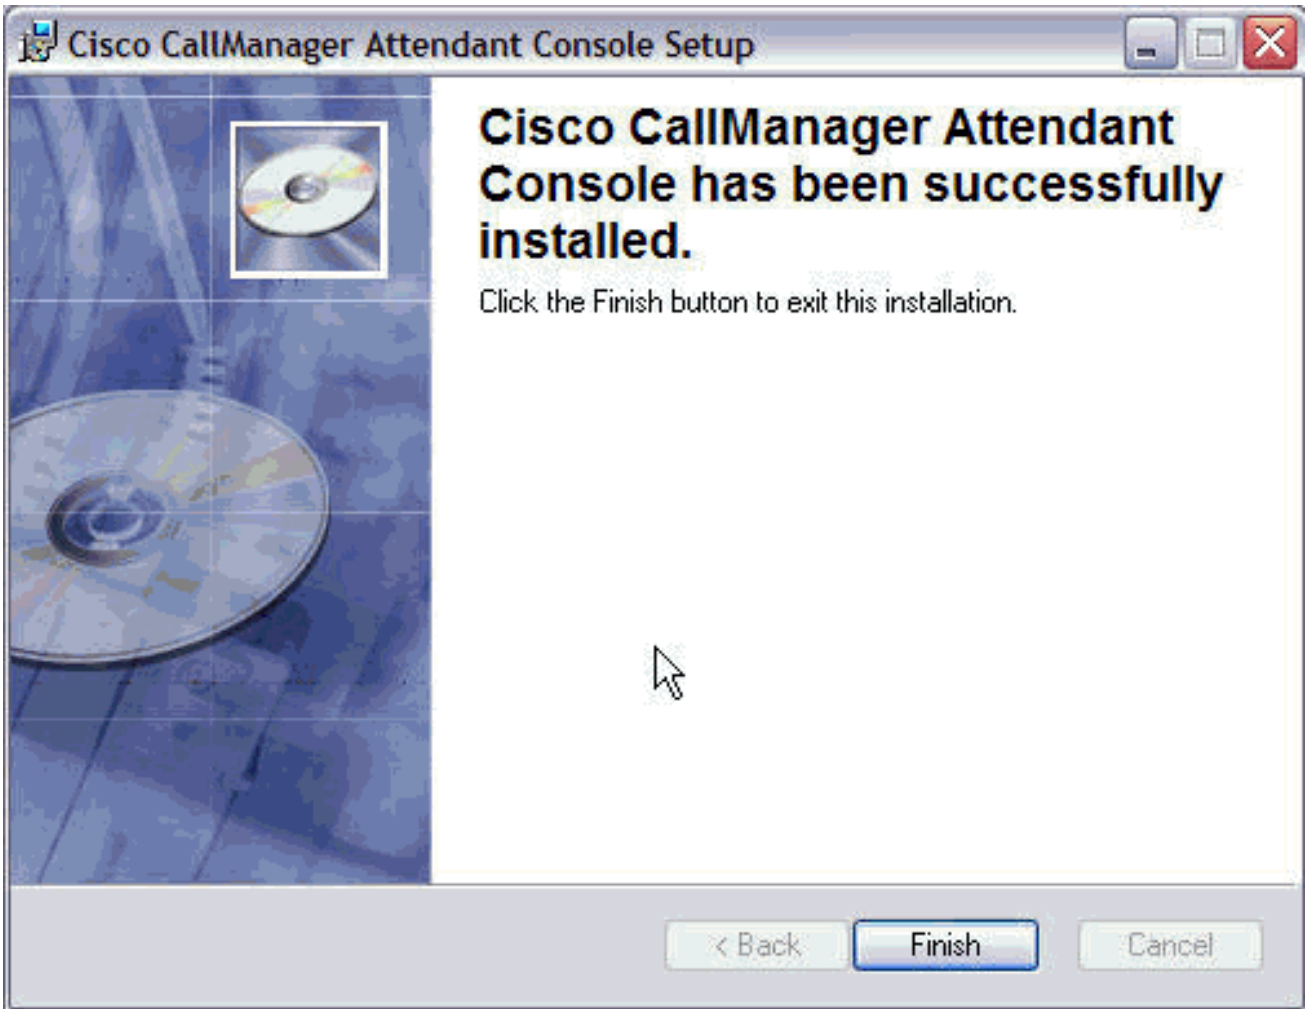 Cisco CallManager Attendant Console Setup
Cisco CallManager Attendant
Console has been successfully
installed.
Click the Finish button to exit this installation.
< Back Finish Cancel